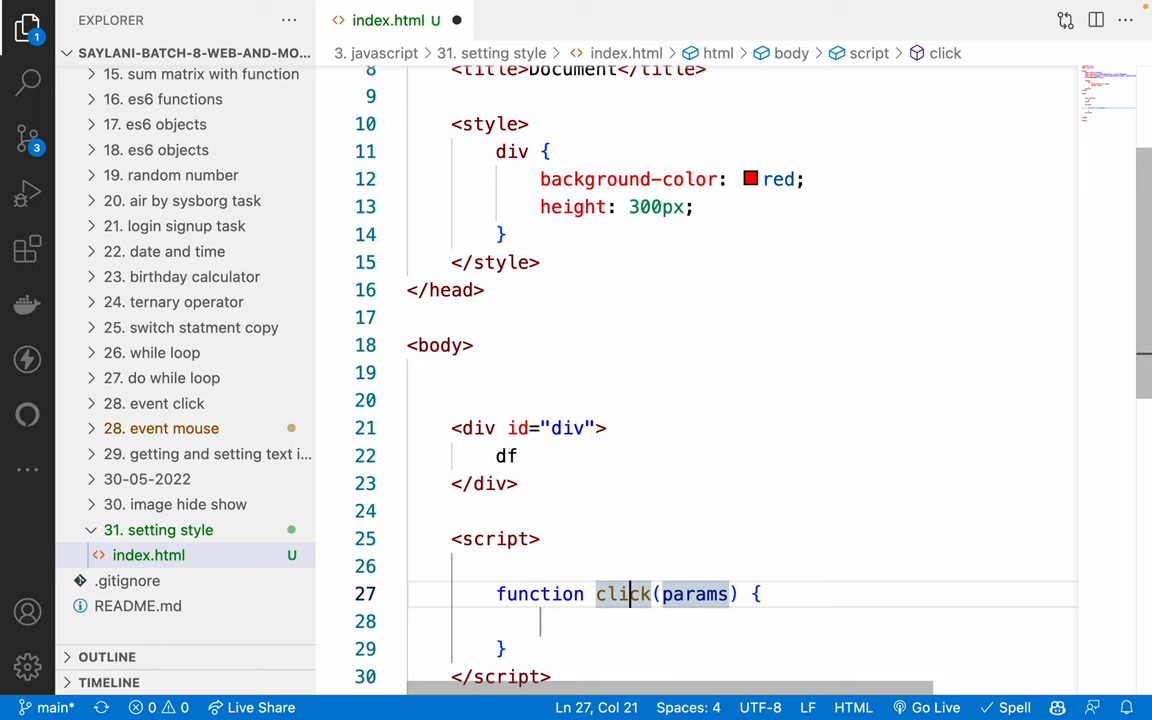 EXPLORER
index.html U
1
SAYLANI-BATCH-8-WEB-AND-MO...
3. javascript > 31. setting style > index.html > html > body > script > click
15. sum matrix with function
16. es6 functions
17. es6 objects
18. es6 objects
19. random number
20. air by sysborg task
21. login signup task
22. date and time
23. birthday calculator
24. ternary operator
25. switch statment copy
26. while loop
27. do while loop
28. event click
28. event mouse
29. getting and setting text i...
30-05-2022
30. image hide show
31. setting style
index.html U
.gitignore
README.md
OUTLINE
TIMELINE
3
8 <title>Document</title>
9
10 <style>
11 div {
12 background-color: red;
13 height: 300px;
14 }
15 </style>
16 </head>
17
18 <body>
19
20
21 <div id="div">
22 df
23 </div>
24
25 <script>
26
27 function click(params) {
28
29 }
30 </script>
main* 0 0 Live Share Ln 27, Col 21 Spaces: 4 UTF-8 LF HTML Go Live Spell